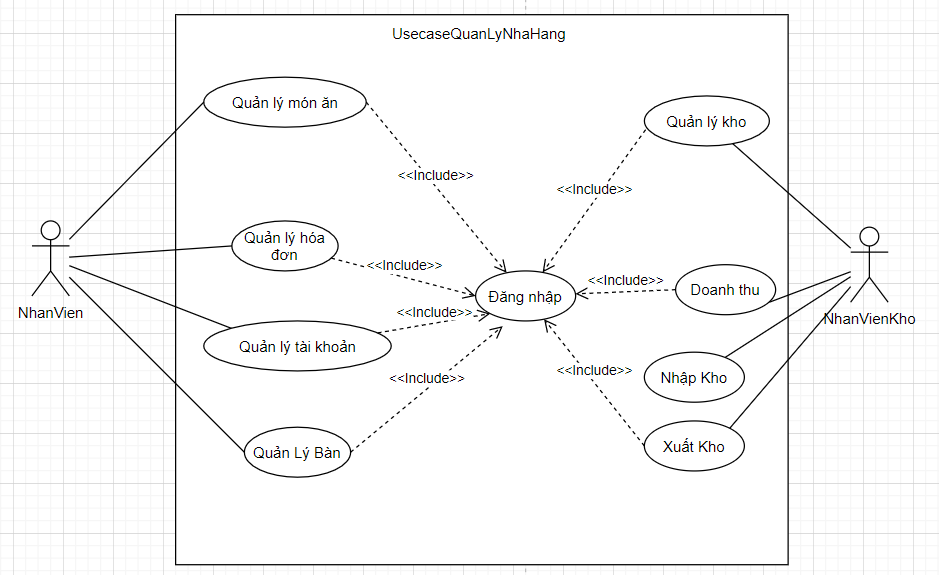 UsecaseQuanLyNhaHang
Quản lý món ăn
Quản lý kho
<<Include>>
<<Include>>
Quản lý hóa
đơn
<<Include>>
<<Include>>
Doanh thu
Đăng nhập
NhanVien
<<Include>>
NhanVienKho
Quản lý tài khoản
<<Include>>
<<Include>>
Nhập Kho
Quản Lý Bàn
Xuất Kho